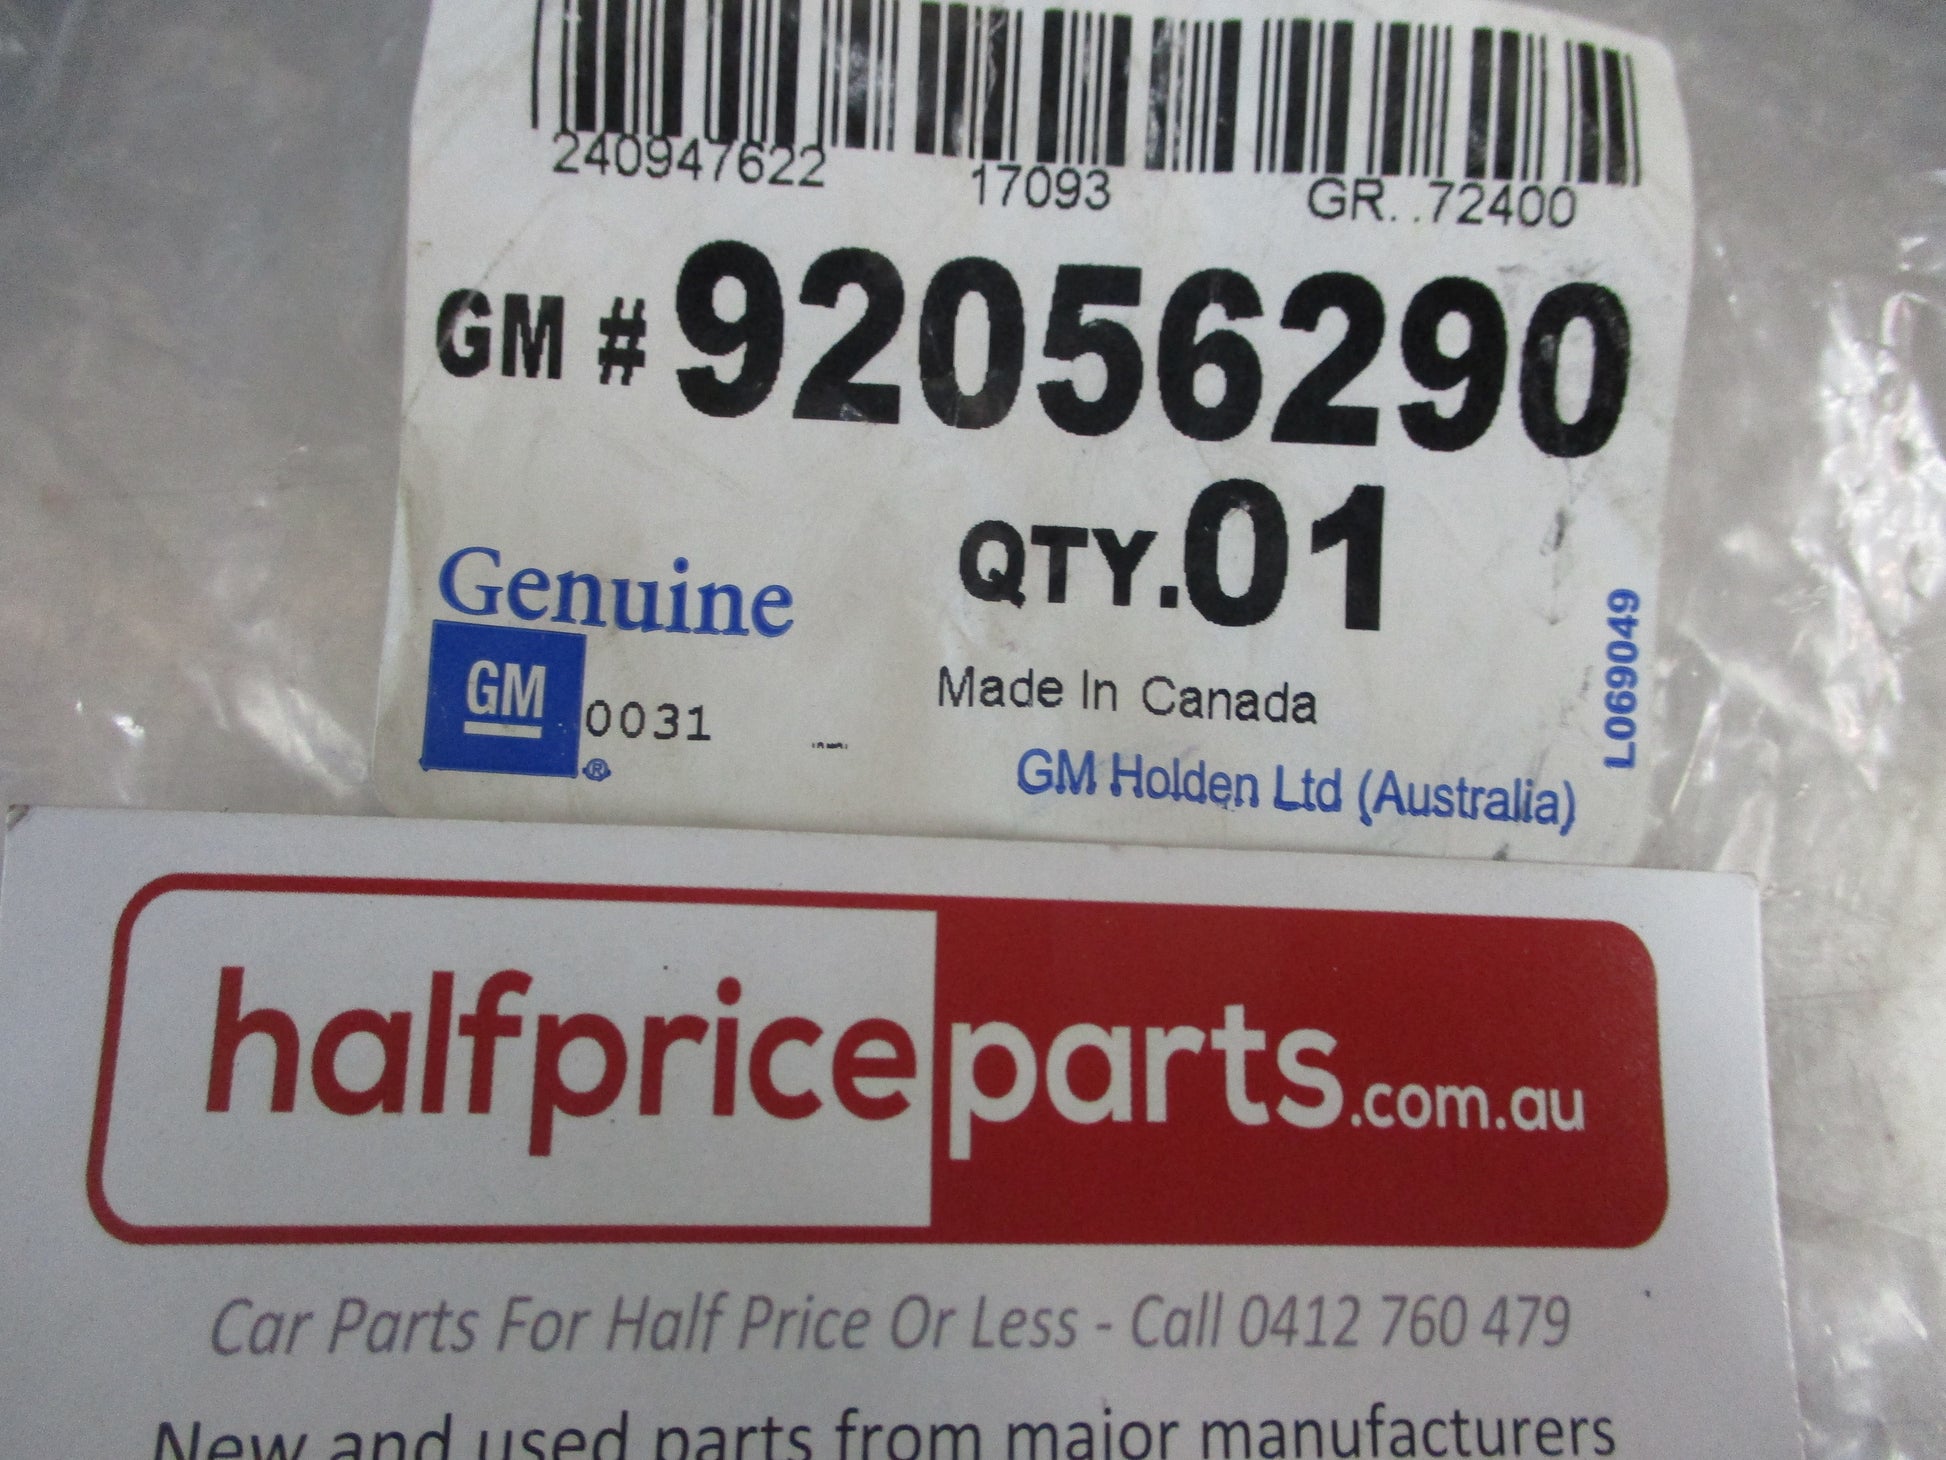 240947622 17093 GR..72400
GM # 92056290
QTY.01
Genuine
GM 0031
®
Made In Canada
GM Holden Ltd (Australia)
L069049
halfpriceparts.com.au
Car Parts For Half Price Or Less - Call 0412 760 479
New and used parts from major manufacturers